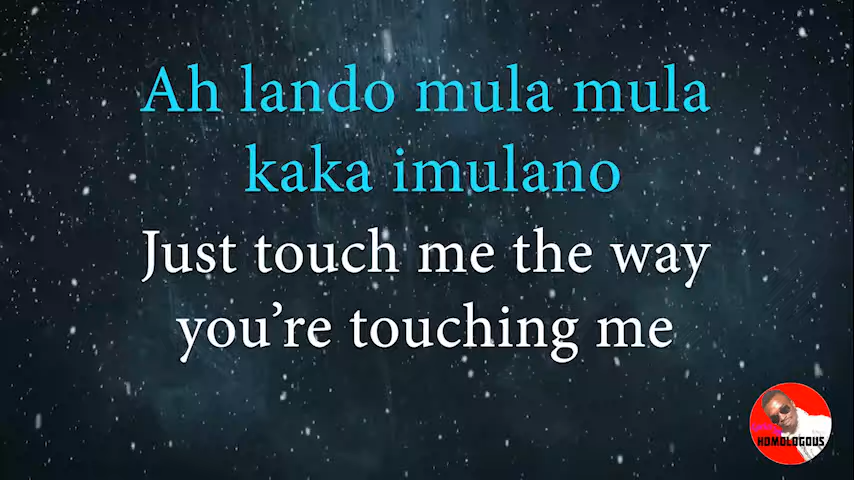 Ah lando mula mula
kaka imulano
Just touch me the way
you're touching me
HOMOLOGOUS